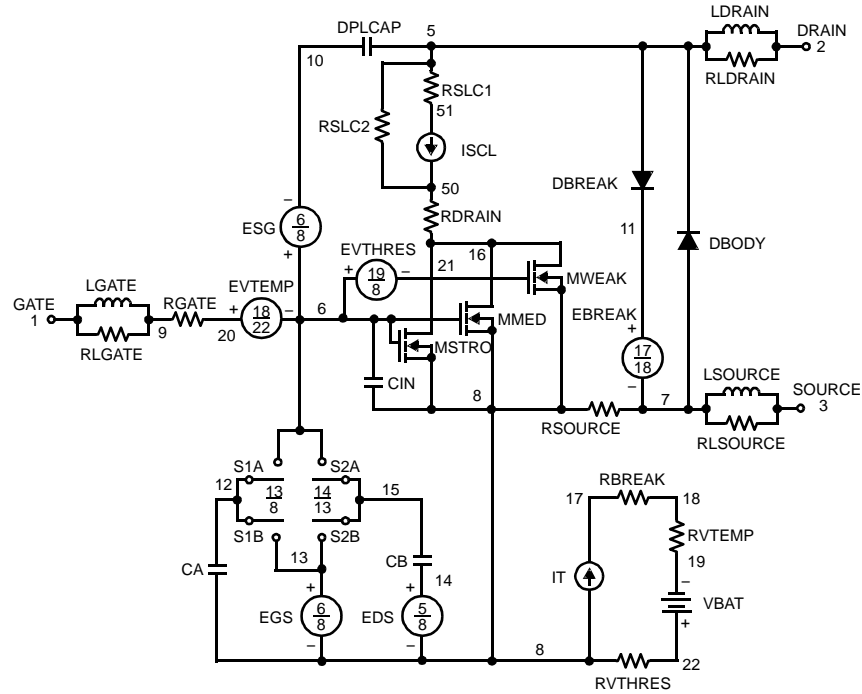 LDRAIN
DPLCAP 5 DRAIN
10 2
RSLC1 RLDRAIN
51
RSLC2
ISCL
50 DBREAK
RDRAIN
6
8
ESG 11 DBODY
EVTHRES 16
21
19
8
MWEAK
LGATE EVTEMP
GATE RGATE 6 EBREAK
1 18
22
MMED
9 20
RLGATE MSTRO 17
18
LSOURCE
CIN 8 7 SOURCE
3
RSOURCE RLSOURCE
S1A S2A
12 13
8
14
13
15 RBREAK
17 18
S1B S2B RVTEMP
13 CB 19
CA 14 IT
VBAT
EGS 6
8
EDS 5
8
8 22
RVTHRES
+ − + − + − + − + − + − − +